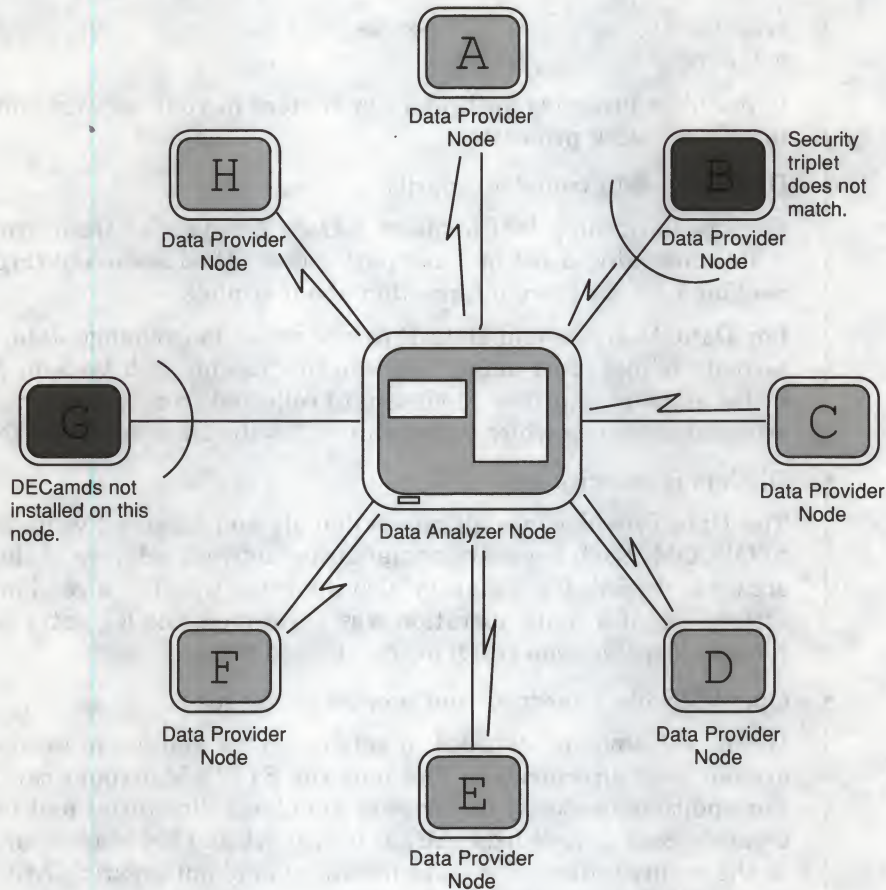 A
Data Provider
Node
H
Data Provider
Node
B
Data Provider
Node
Security
triplet
does not
match.
G
DECamds not
installed on this
node.
Data Analyzer Node
C
Data Provider
Node
F
Data Provider
Node
D
Data Provider
Node
E
Data Provider
Node